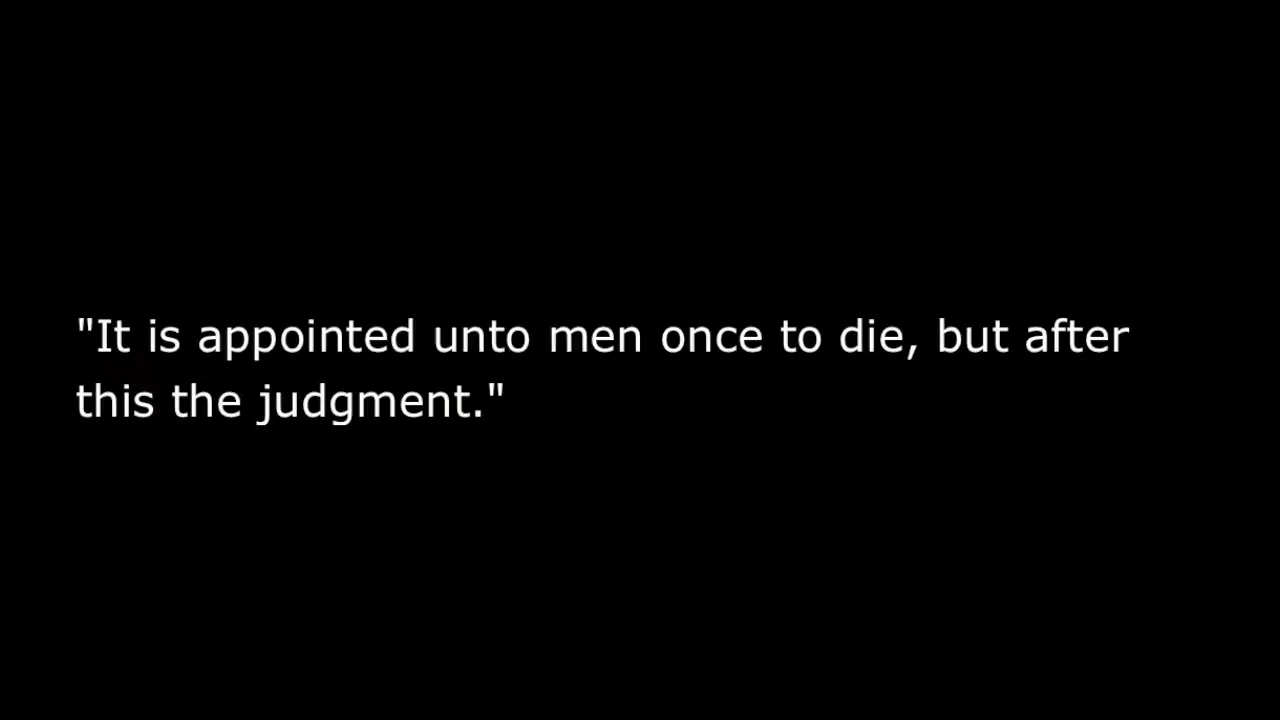 "It is appointed unto men once to die, but after
this the judgment."